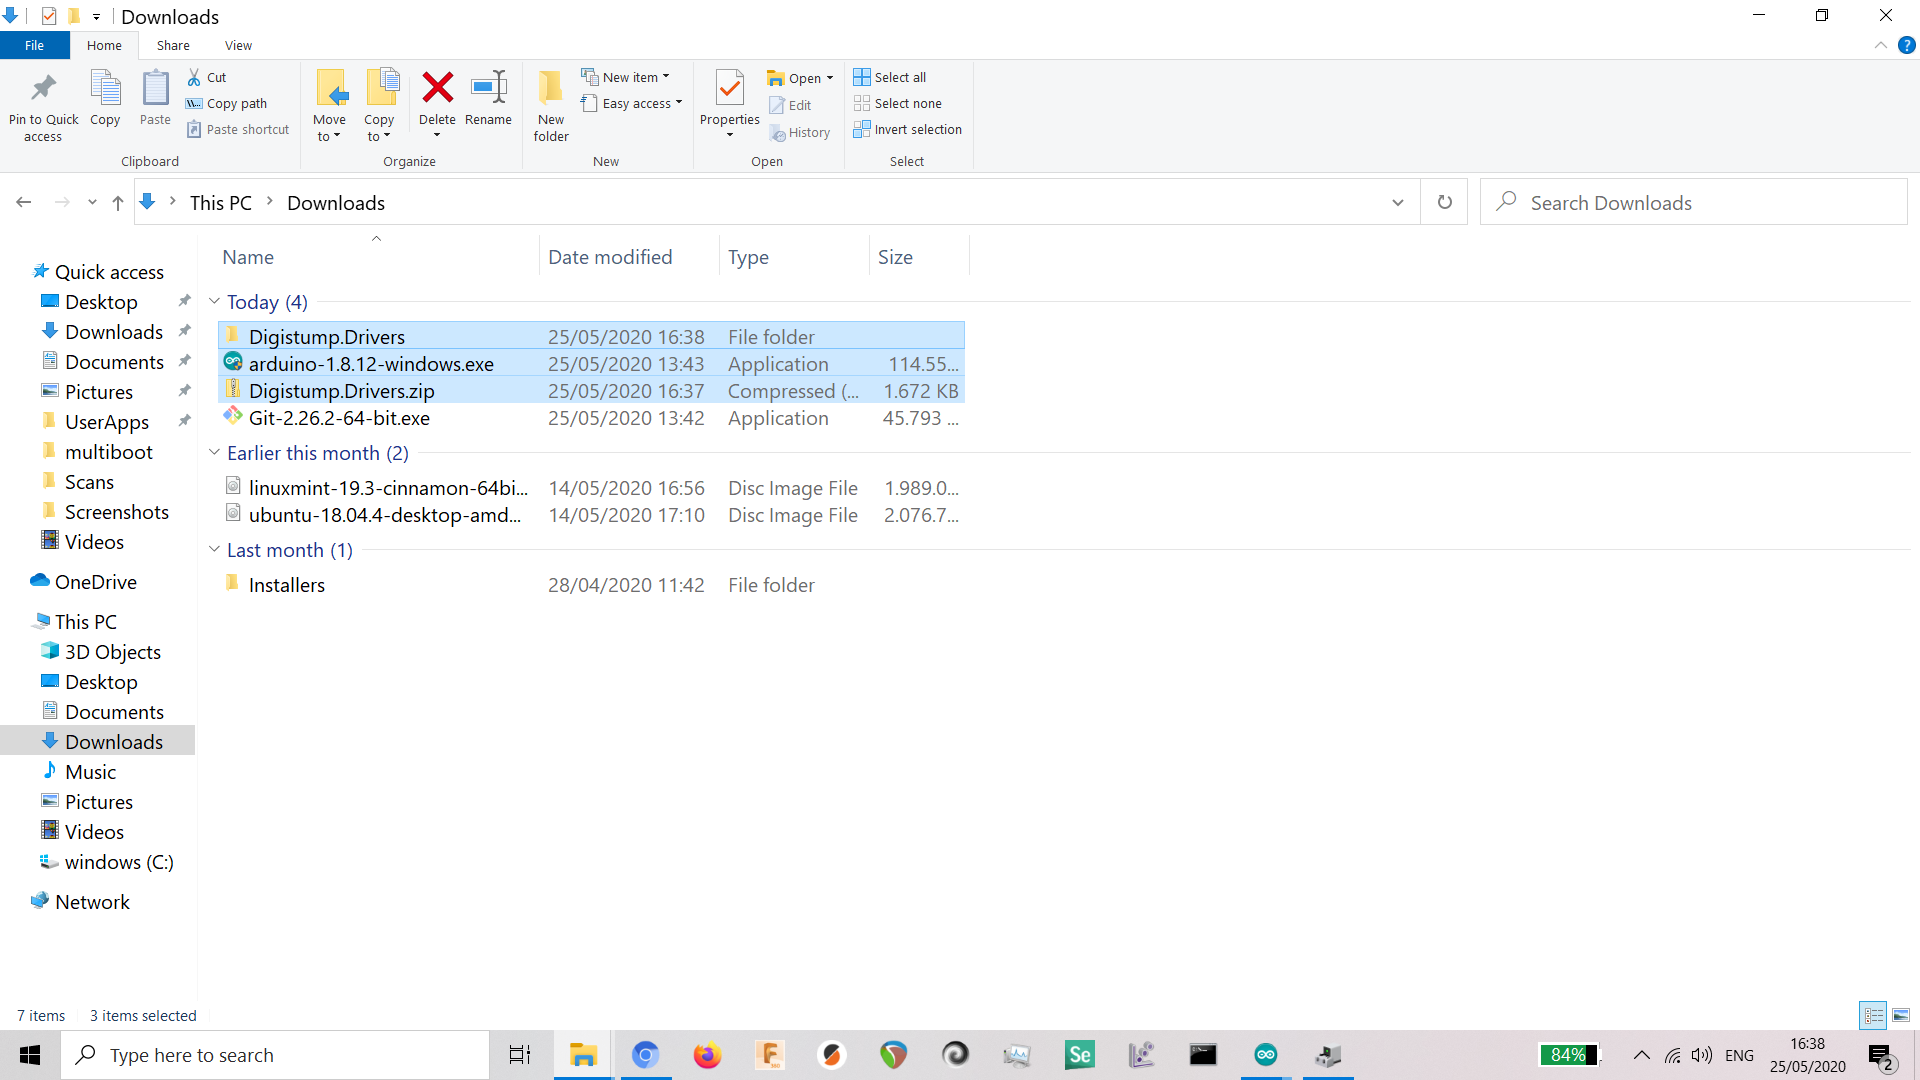 Downloads
File Home Share View
Pin to Quick access
Copy
Paste
Cut
Copy path
Paste shortcut
Clipboard
Move to
Copy to
Delete
Rename
Organize
New folder
New item
Easy access
New
Properties
Open
Edit
History
Open
Select all
Select none
Invert selection
Select
This PC Downloads
Search Downloads
Quick access
Desktop
Downloads
Documents
Pictures
UserApps
multiboot
Scans
Screenshots
Videos
OneDrive
This PC
3D Objects
Desktop
Documents
Downloads
Music
Pictures
Videos
windows (C:)
Network
Name Date modified Type Size
Today (4)
Digistump.Drivers 25/05/2020 16:38 File folder
arduino-1.8.12-windows.exe 25/05/2020 13:43 Application 114.55...
Digistump.Drivers.zip 25/05/2020 16:37 Compressed (... 1.672 KB
Git-2.26.2-64-bit.exe 25/05/2020 13:42 Application 45.793 ...
Earlier this month (2)
linuxmint-19.3-cinnamon-64bi... 14/05/2020 16:56 Disc Image File 1.989.0...
ubuntu-18.04.4-desktop-amd... 14/05/2020 17:10 Disc Image File 2.076.7...
Last month (1)
Installers 28/04/2020 11:42 File folder
7 items 3 items selected
Type here to search
F
360
Se
84%
ENG
16:38
25/05/2020
2